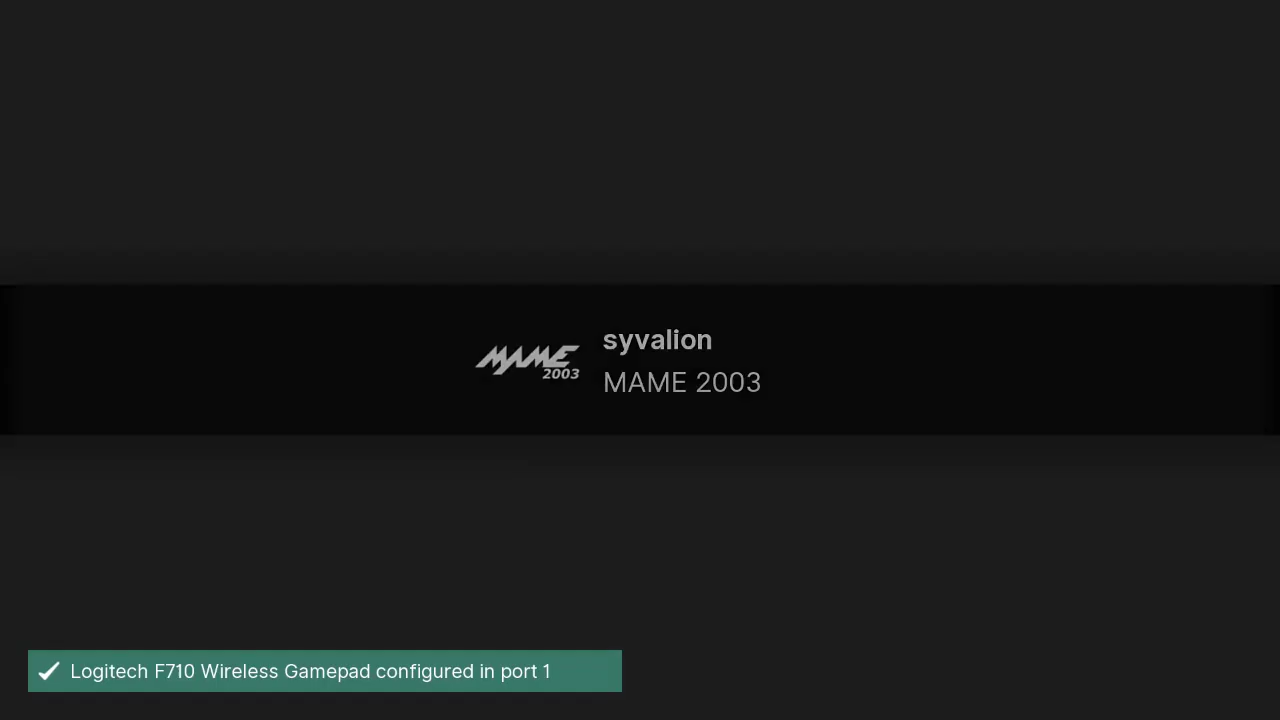 syvalion
MAME 2003
MAME
2003
Logitech F710 Wireless Gamepad configured in port 1